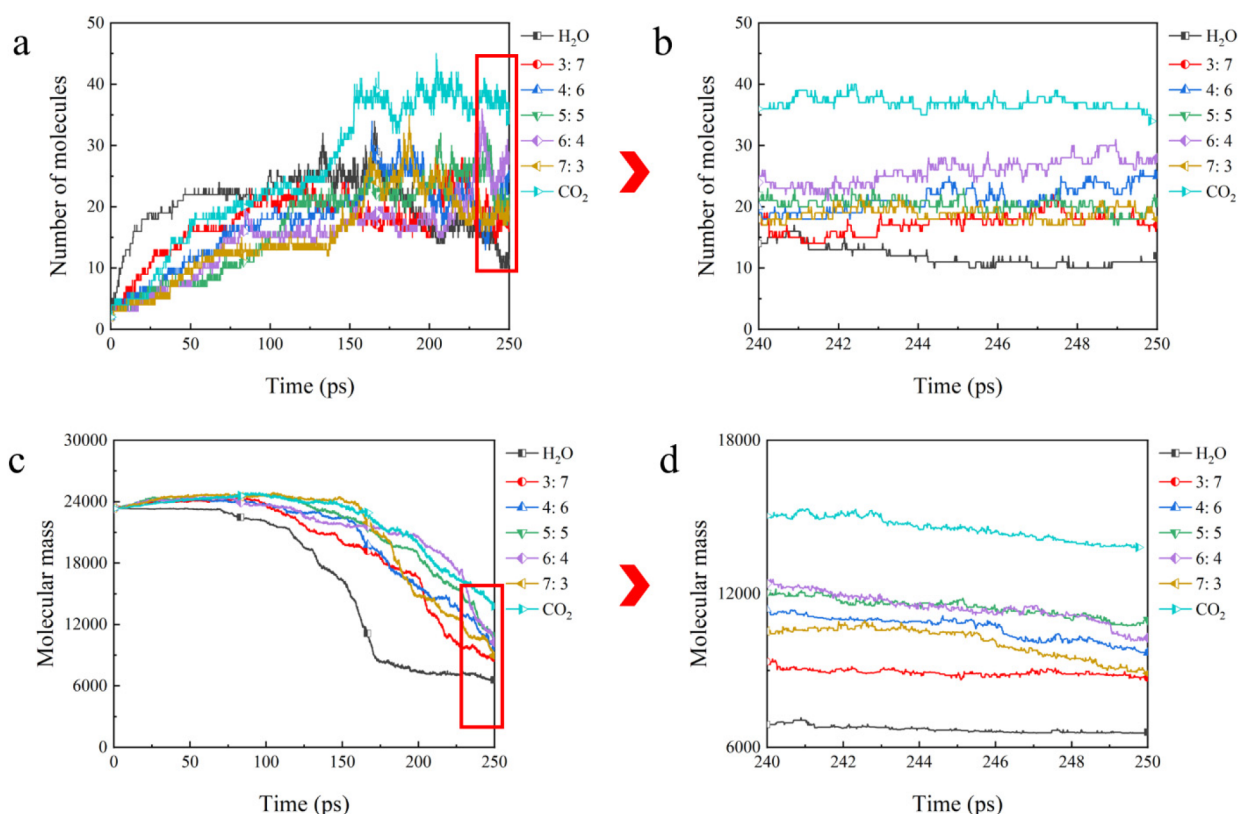 a
50
40
30
20
10
0
0 50 100 150 200 250
Number of molecules
Time (ps)
H₂O
3: 7
4: 6
5: 5
6: 4
7: 3
CO₂
b
50
40
30
20
10
0
240 242 244 246 248 250
Number of molecules
Time (ps)
H₂O
3: 7
4: 6
5: 5
6: 4
7: 3
CO₂
c
30000
24000
18000
12000
6000
0
0 50 100 150 200 250
Molecular mass
Time (ps)
H₂O
3: 7
4: 6
5: 5
6: 4
7: 3
CO₂
d
18000
12000
6000
240 242 244 246 248 250
Molecular mass
Time (ps)
H₂O
3: 7
4: 6
5: 5
6: 4
7: 3
CO₂